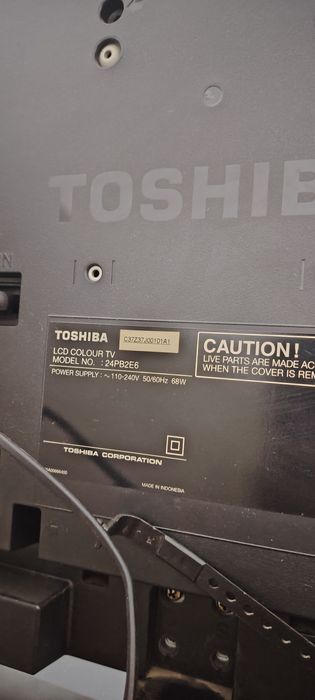 TOSHIB
N
TOSHIBA C37Z37J00101A1
LCD COLOUR TV
MODEL NO. : 24PB2E6
POWER SUPPLY : ~ 110-240V 50/60Hz 68W
CAUTION!
LIVE PARTS ARE MADE AC
WHEN THE COVER IS REM
TOSHIBA CORPORATION
MADE IN INDONESIA